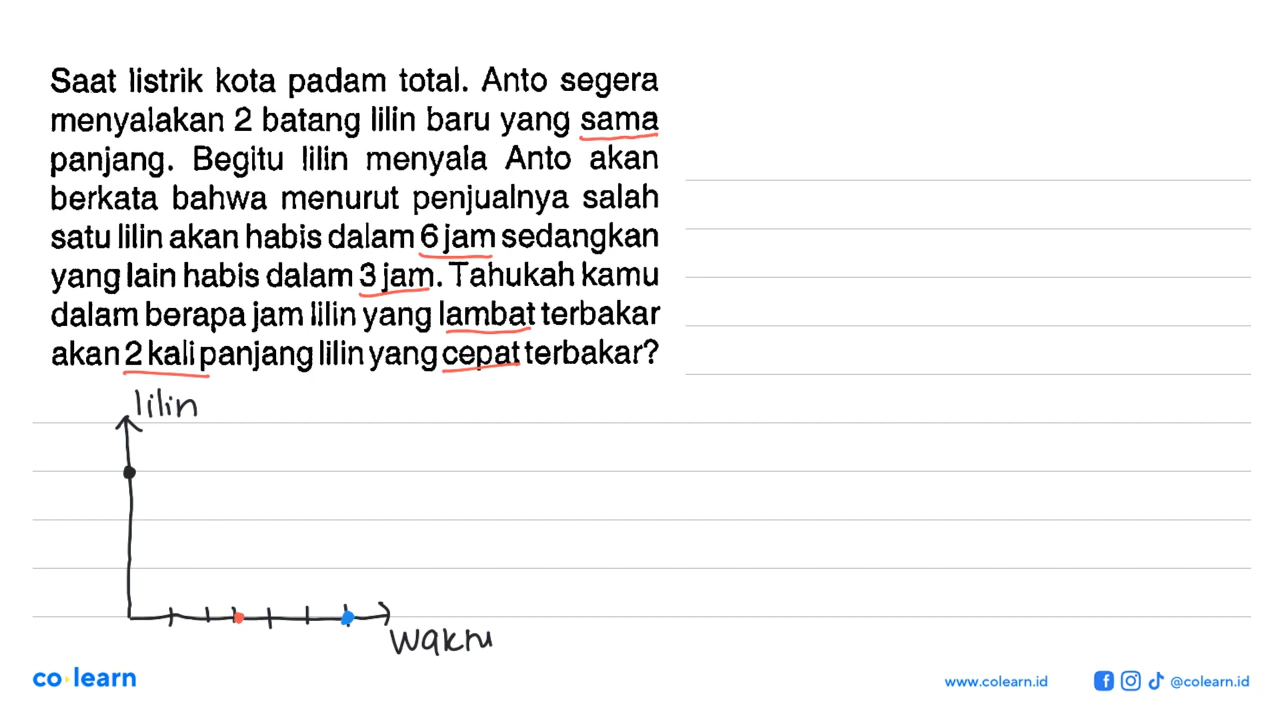 Saat listrik kota padam total. Anto segera
menyalakan 2 batang lilin baru yang sama
panjang. Begitu lilin menyala Anto akan
berkata bahwa menurut penjualnya salah
satu lilin akan habis dalam 6 jam sedangkan
yang lain habis dalam 3 jam. Tahukah kamu
dalam berapa jam lilin yang lambat terbakar
akan 2 kali panjang lilin yang cepat terbakar?
lilin
waktu
co learn
www.colearn.id
@colearn.id